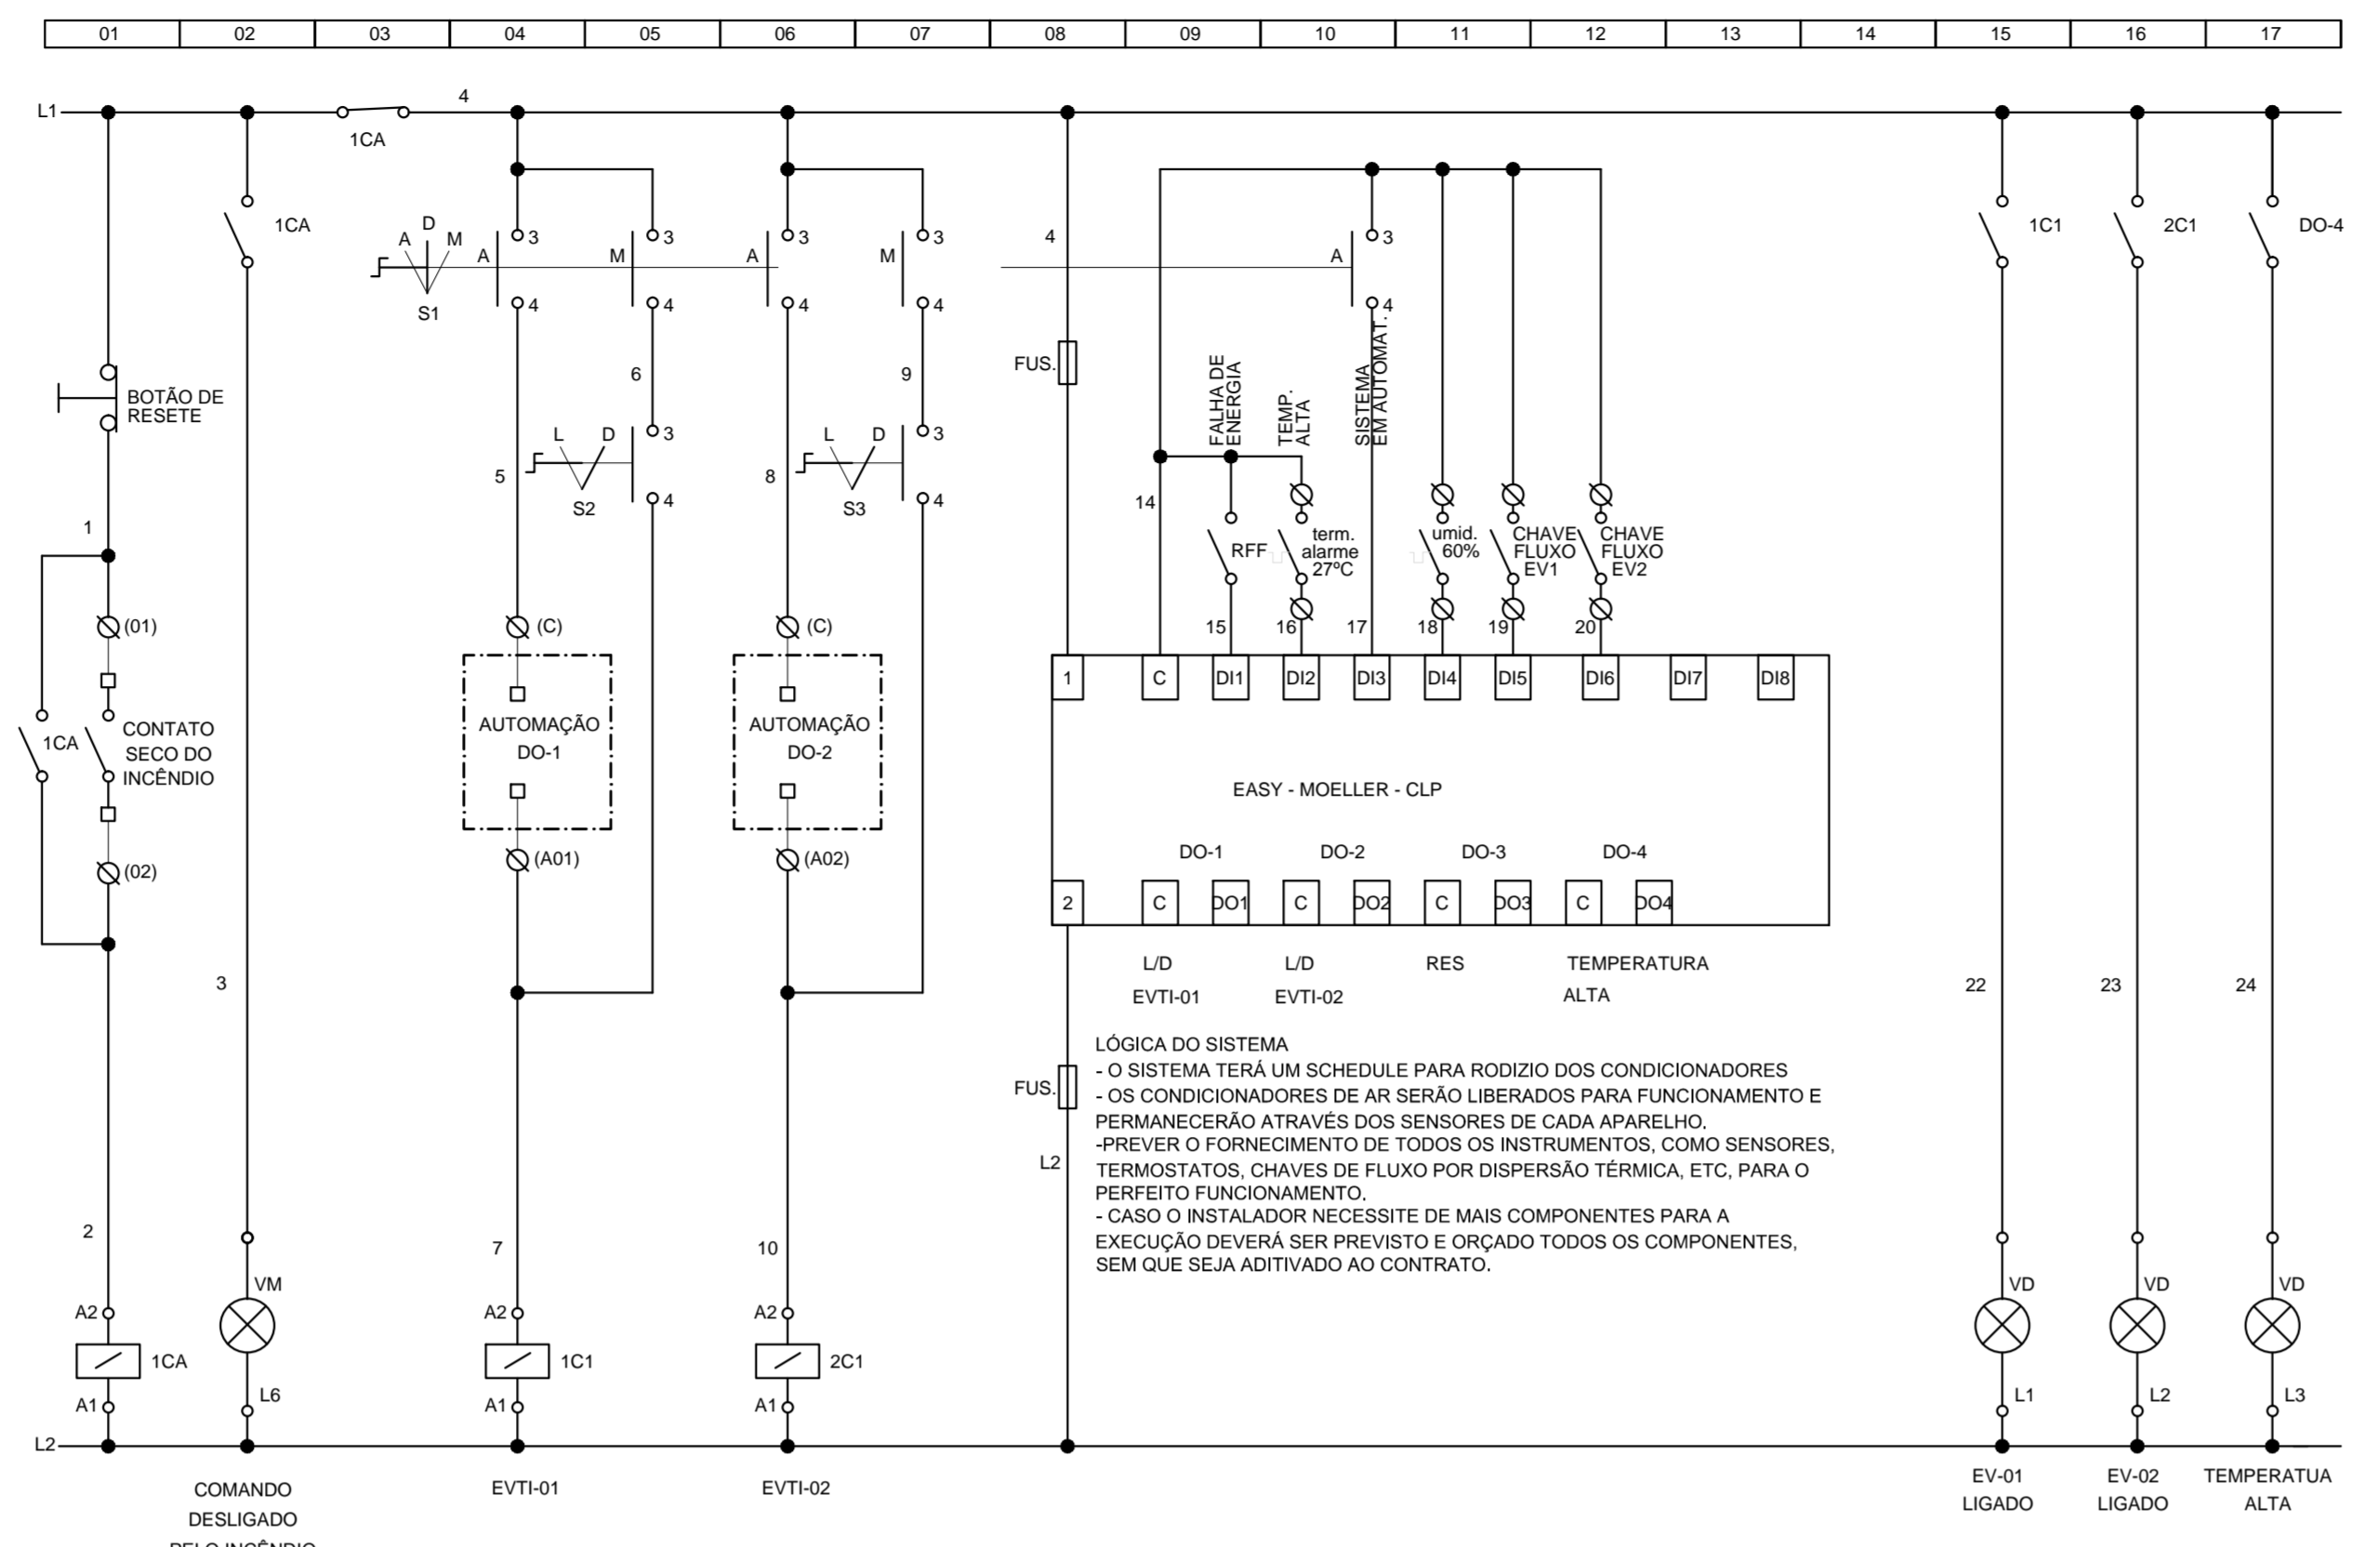 01 02 03 04 05 06 07 08 09 10 11 12 13 14 15 16 17
4
L1
1CA
1CA
1C1
2C1
DO-4
A D M
S1
A 3
4
M 3
4
A 3
4
M 3
4
4
A 3
4
BOTÃO DE
RESETE
FUS.
6
9
FALHA DE
ENERGIA
TEMP.
ALTA
SISTEMA
EM AUTOMAT.
L D
S2
3
4
L D
S3
3
4
5
8
14
1
RFF
term.
alarme
27ºC
umid.
60%
CHAVE
FLUXO
EV1
CHAVE
FLUXO
EV2
(01)
(C)
(C)
15 16 17 18 19 20
1 C DI1 DI2 DI3 DI4 DI5 DI6 DI7 DI8
1CA
CONTATO
SECO DO
INCÊNDIO
AUTOMAÇÃO
DO-1
AUTOMAÇÃO
DO-2
EASY - MOELLER - CLP
(02)
(A01)
(A02)
DO-1 DO-2 DO-3 DO-4
2 C DO1 C DO2 C DO3 C DO4
L/D
EVTI-01
L/D
EVTI-02
RES
TEMPERATURA
ALTA
3
22
23
24
LÓGICA DO SISTEMA
- O SISTEMA TERÁ UM SCHEDULE PARA RODIZIO DOS CONDICIONADORES
- OS CONDICIONADORES DE AR SERÃO LIBERADOS PARA FUNCIONAMENTO E
PERMANECERÃO ATRAVÉS DOS SENSORES DE CADA APARELHO.
-PREVER O FORNECIMENTO DE TODOS OS INSTRUMENTOS, COMO SENSORES,
TERMOSTATOS, CHAVES DE FLUXO POR DISPERSÃO TÉRMICA, ETC, PARA O
PERFEITO FUNCIONAMENTO.
- CASO O INSTALADOR NECESSITE DE MAIS COMPONENTES PARA A
EXECUÇÃO DEVERÁ SER PREVISTO E ORÇADO TODOS OS COMPONENTES,
SEM QUE SEJA ADITIVADO AO CONTRATO.
FUS.
L2
2
7
10
VM
VD
VD
VD
A2
1CA
A1
L6
A2
1C1
A1
A2
2C1
A1
L1
L2
L3
L2
COMANDO
DESLIGADO
PELO INCÊNDIO
EVTI-01
EVTI-02
EV-01
LIGADO
EV-02
LIGADO
TEMPERATUA
ALTA